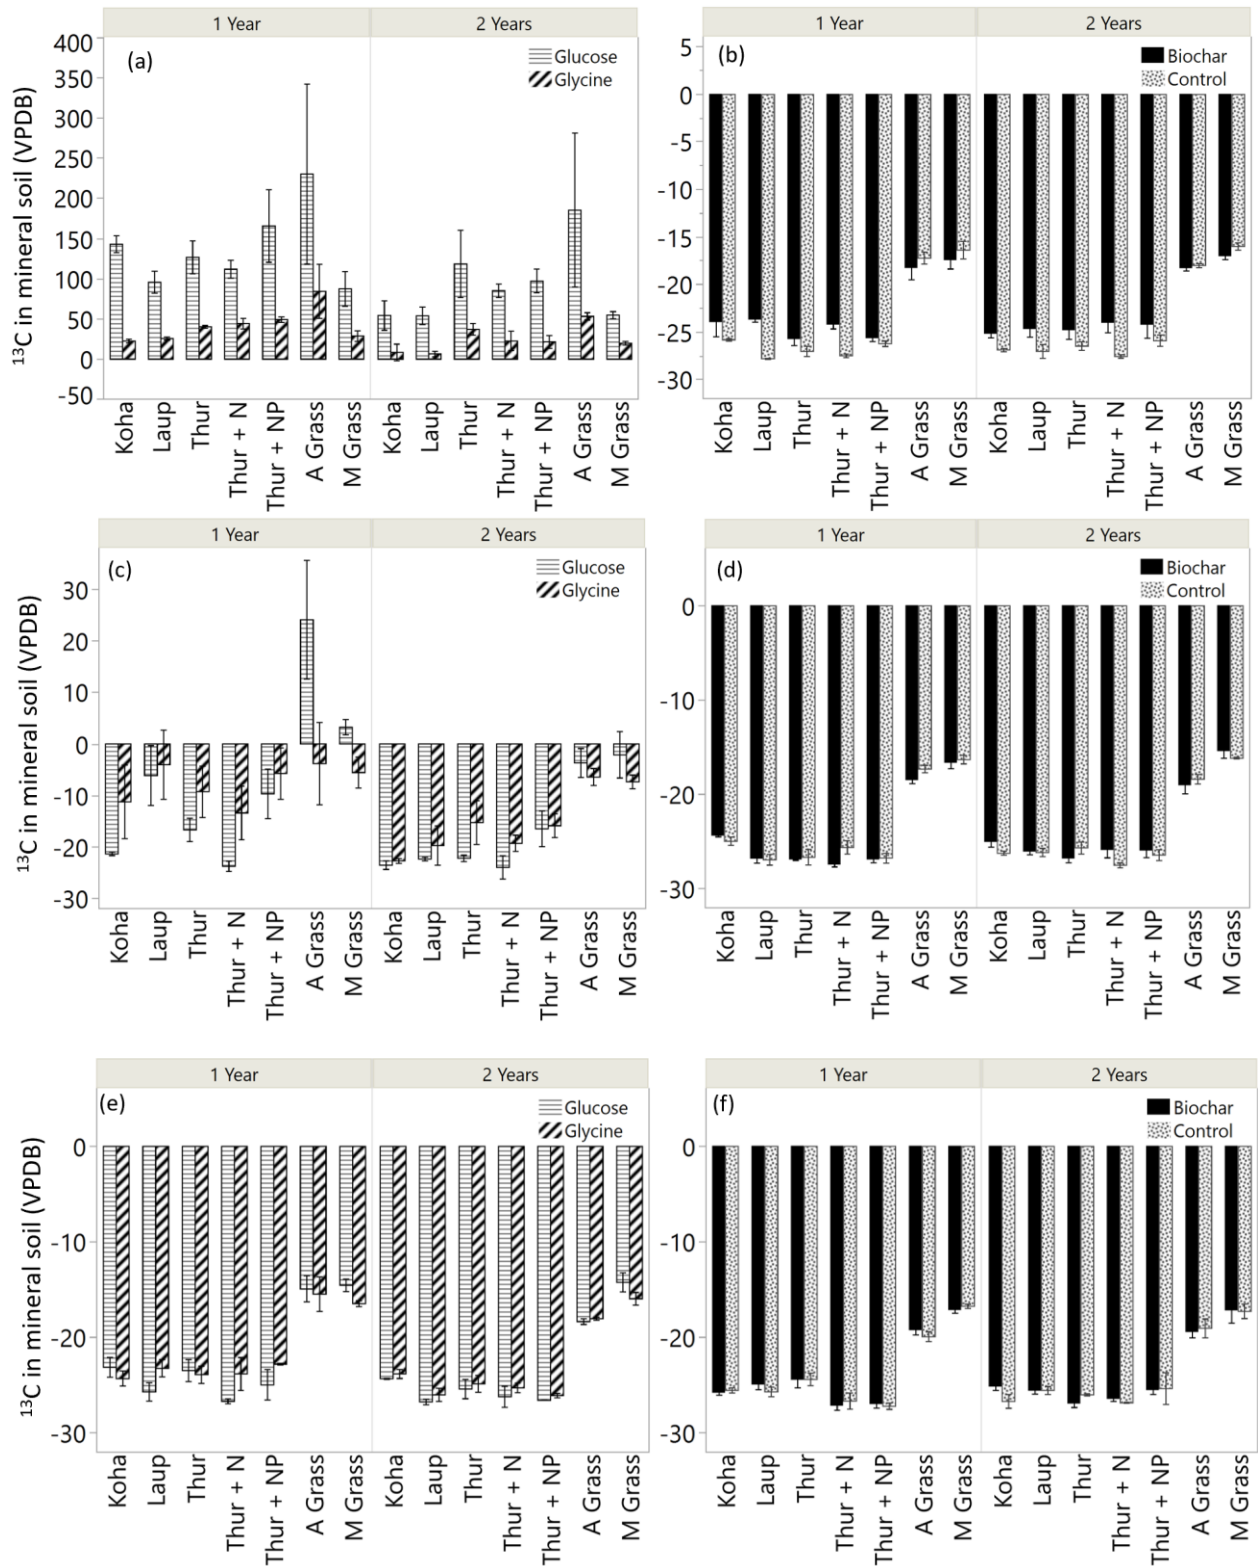 1 Year
2 Years
(a)
Glucose
Glycine
400
350
300
250
200
150
100
50
0
-50
13C in mineral soil (VPDB)
Koha
Laup
Thur
Thur + N
Thur + NP
A Grass
M Grass
Koha
Laup
Thur
Thur + N
Thur + NP
A Grass
M Grass
1 Year
2 Years
(b)
Biochar
Control
5
0
-5
-10
-15
-20
-25
-30
Koha
Laup
Thur
Thur + N
Thur + NP
A Grass
M Grass
Koha
Laup
Thur
Thur + N
Thur + NP
A Grass
M Grass
1 Year
2 Years
(c)
Glucose
Glycine
30
20
10
0
-10
-20
-30
13C in mineral soil (VPDB)
Koha
Laup
Thur
Thur + N
Thur + NP
A Grass
M Grass
Koha
Laup
Thur
Thur + N
Thur + NP
A Grass
M Grass
1 Year
2 Years
(d)
Biochar
Control
0
-10
-20
-30
Koha
Laup
Thur
Thur + N
Thur + NP
A Grass
M Grass
Koha
Laup
Thur
Thur + N
Thur + NP
A Grass
M Grass
1 Year
2 Years
(e)
Glucose
Glycine
0
-10
-20
-30
13C in mineral soil (VPDB)
Koha
Laup
Thur
Thur + N
Thur + NP
A Grass
M Grass
Koha
Laup
Thur
Thur + N
Thur + NP
A Grass
M Grass
1 Year
2 Years
(f)
Biochar
Control
0
-10
-20
-30
Koha
Laup
Thur
Thur + N
Thur + NP
A Grass
M Grass
Koha
Laup
Thur
Thur + N
Thur + NP
A Grass
M Grass